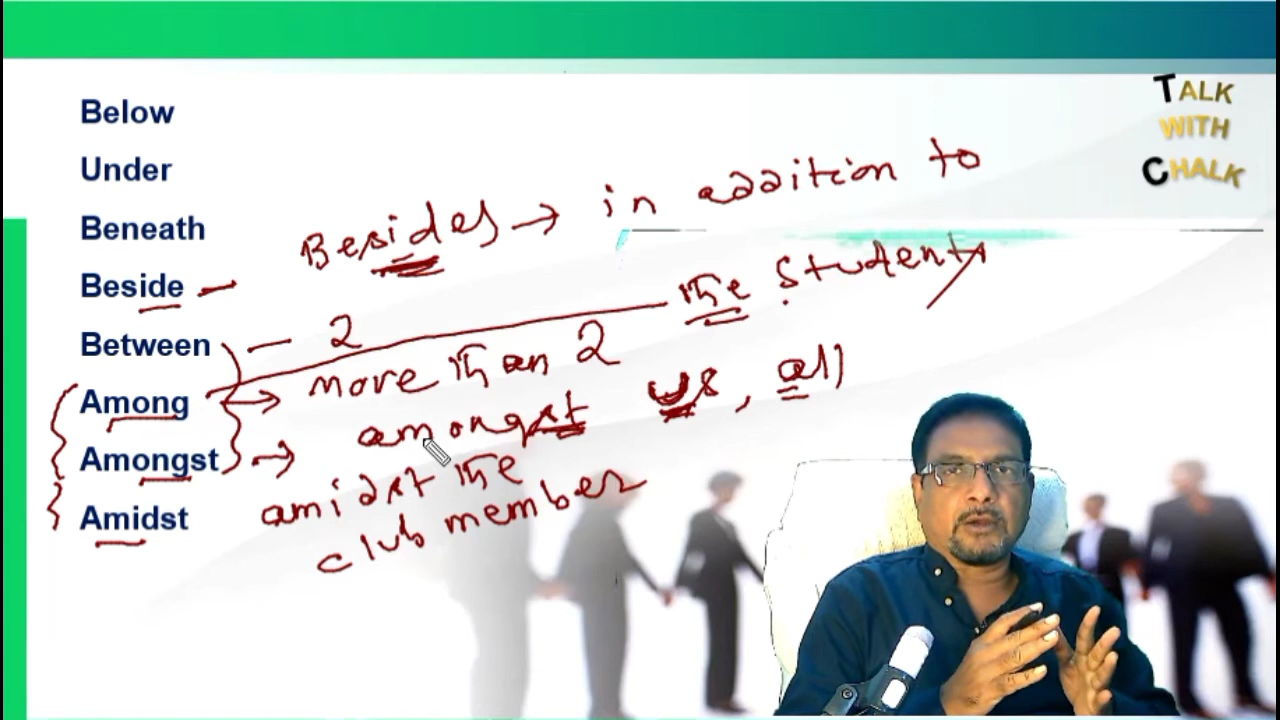 TALK
WITH
CHALK
Below
Under
Beneath
Beside
Between
Among
Amongst
Amidst
Besides → in addition to
- 2
the students
→ more than 2
→ amongst us, all
amidst the
club member